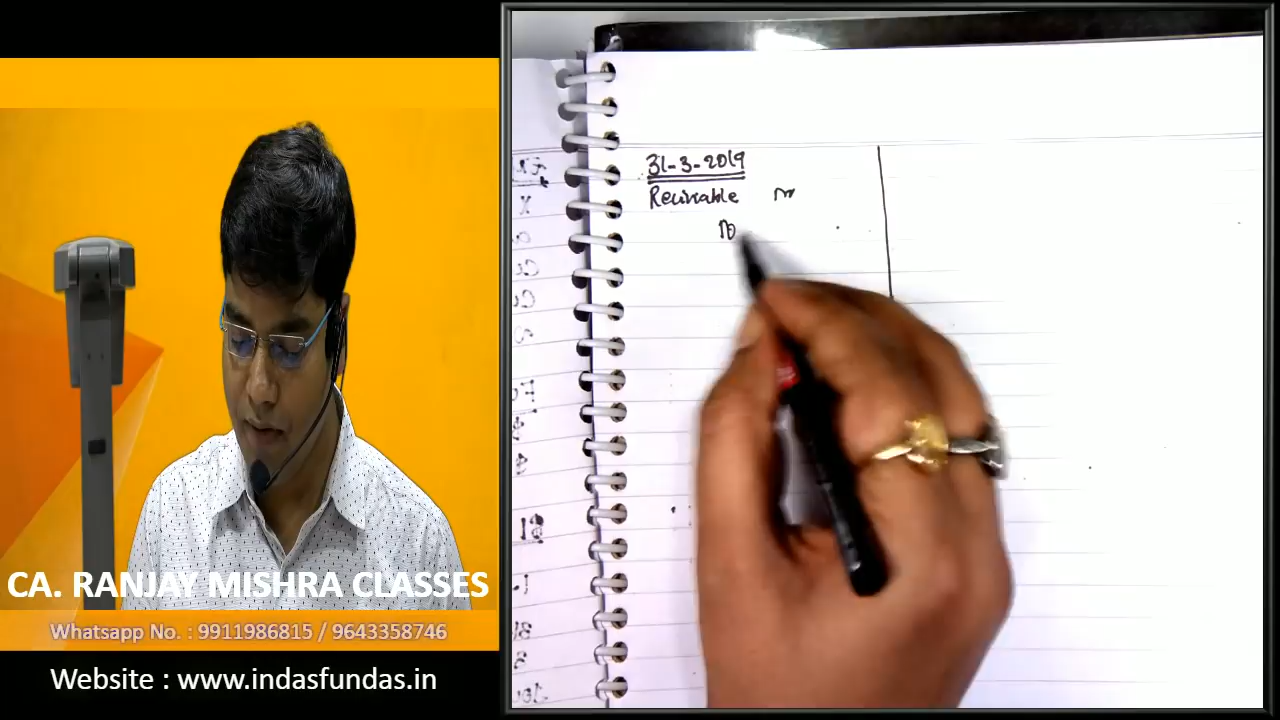 CA. RANJAY MISHRA CLASSES
Whatsapp No. : 9911986815 / 9643358746
Website : www.indasfundas.in
31-3-2019
Receivable